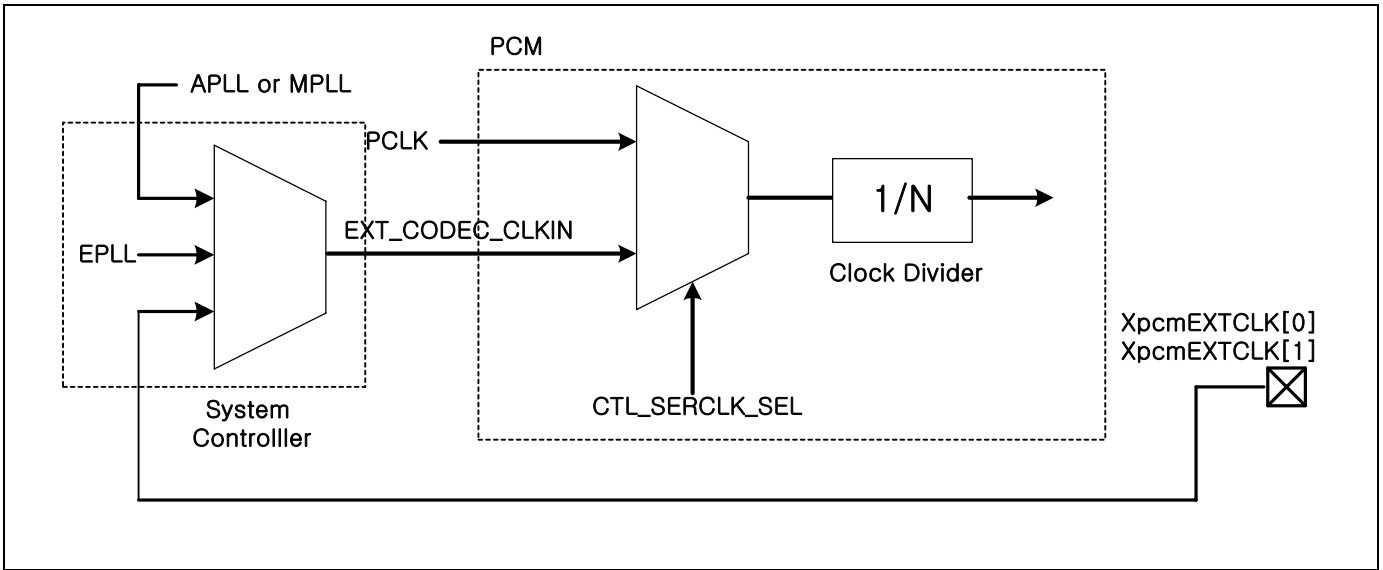 PCM
APLL or MPLL
PCLK
1/N
EXT_CODEC_CLKIN
EPLL
Clock Divider
XpcmEXTCLK[0]
XpcmEXTCLK[1]
CTL_SERCLK_SEL
System
Controlller